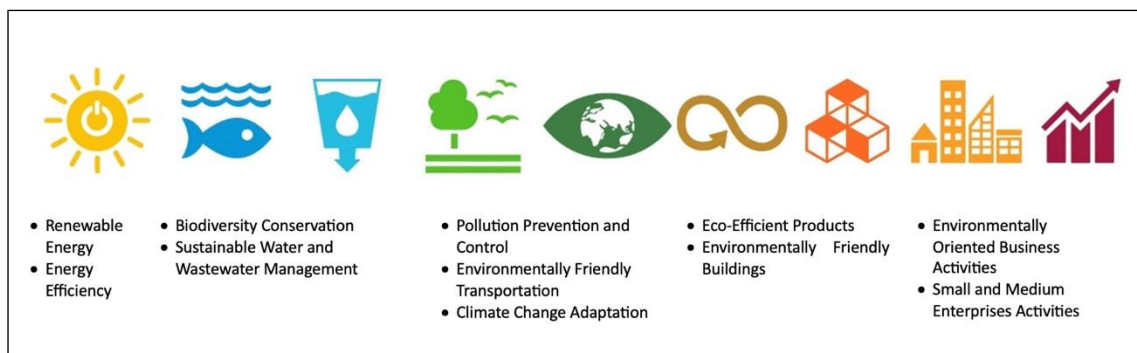 • Renewable
Energy
• Energy
Efficiency
• Biodiversity Conservation
• Sustainable Water and
Wastewater Management
• Pollution Prevention and
Control
• Environmentally Friendly
Transportation
• Climate Change Adaptation
• Eco-Efficient Products
• Environmentally Friendly
Buildings
• Environmentally
Oriented Business
Activities
• Small and Medium
Enterprises Activities